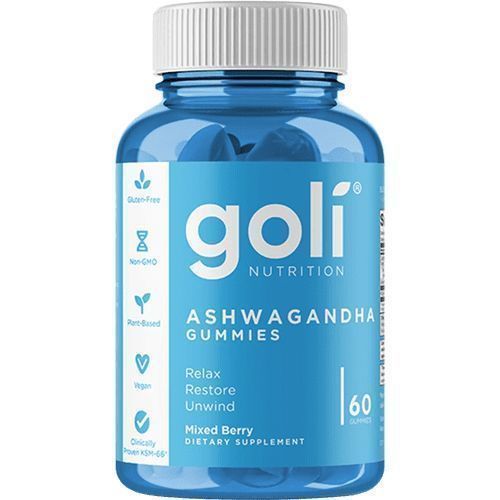 goli®
NUTRITION
ASHWAGANDHA
GUMMIES
Relax
Restore
Unwind
Mixed Berry
DIETARY SUPPLEMENT
60
GUMMIES
Gluten-Free
Non-GMO
Plant-Based
Vegan
Clinically
Proven KSM-66®